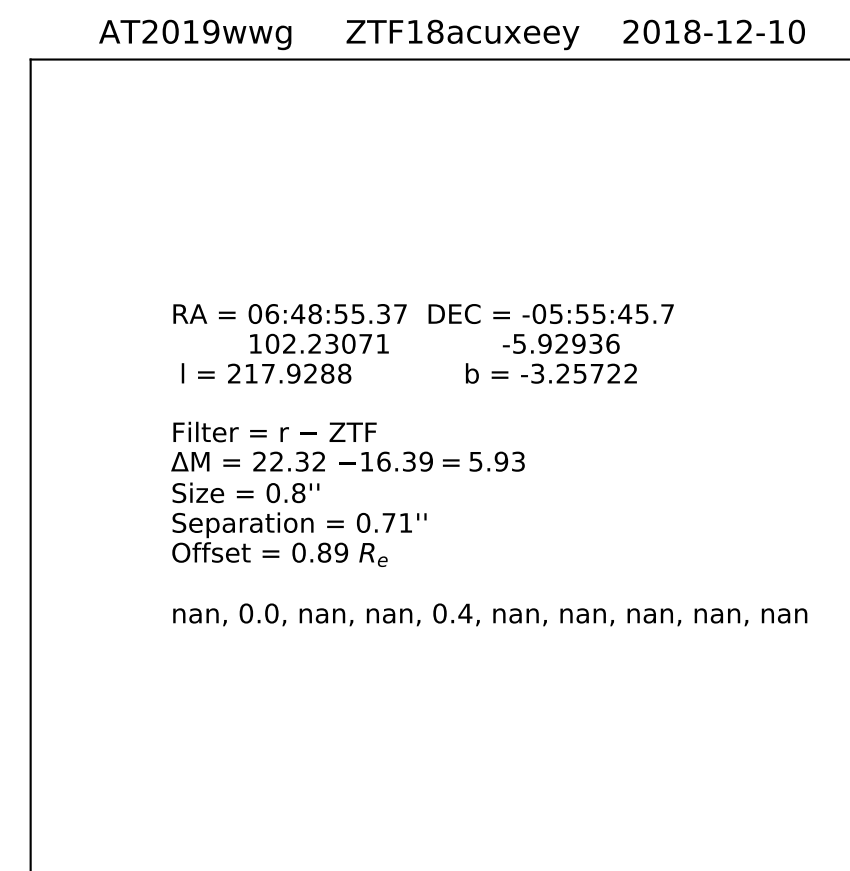 AT2019wwg ZTF18acuxeey 2018-12-10
RA = 06:48:55.37 DEC = -05:55:45.7
102.23071 -5.92936
l = 217.9288 b = -3.25722
Filter = r − ZTF
ΔM = 22.32 −16.39 = 5.93
Size = 0.8''
Separation = 0.71''
Offset = 0.89 Rₑ
nan, 0.0, nan, nan, 0.4, nan, nan, nan, nan, nan